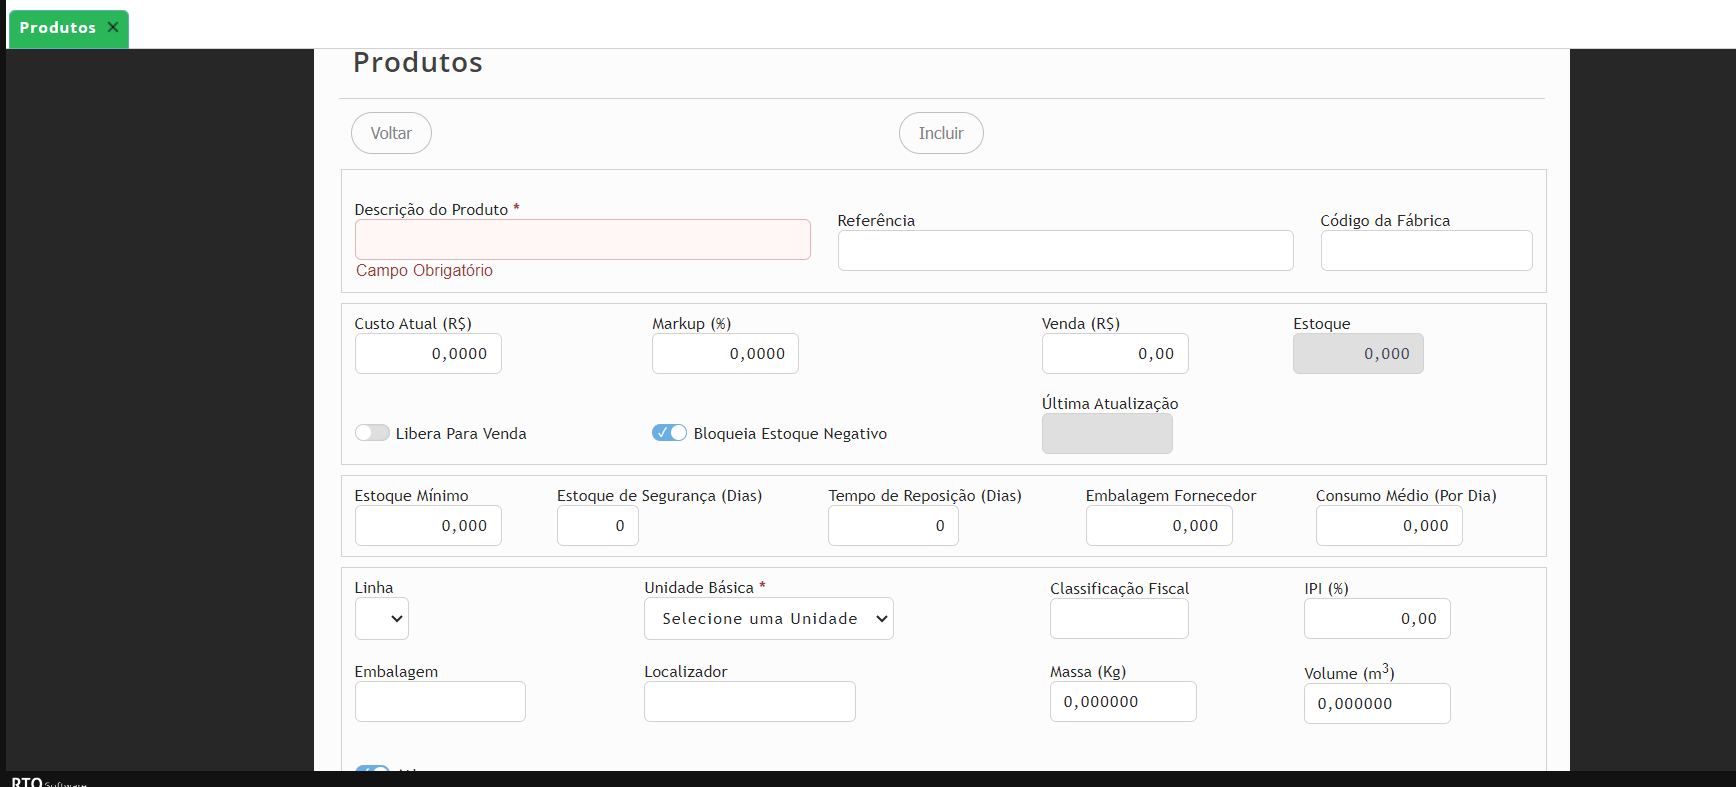 Produtos
Produtos
Voltar Incluir
Descrição do Produto *
Referência Código da Fábrica
Campo Obrigatório
Custo Atual (R$) Markup (%) Venda (R$) Estoque
0,0000 0,0000 0,00 0,000
Última Atualização
Libera Para Venda Bloqueia Estoque Negativo
Estoque Mínimo Estoque de Segurança (Dias) Tempo de Reposição (Dias) Embalagem Fornecedor Consumo Médio (Por Dia)
0,000 0 0 0,000 0,000
Linha Unidade Básica * Classificação Fiscal IPI (%)
Selecione uma Unidade 0,00
Embalagem Localizador Massa (Kg) Volume (m³)
0,000000 0,000000
RTO Software